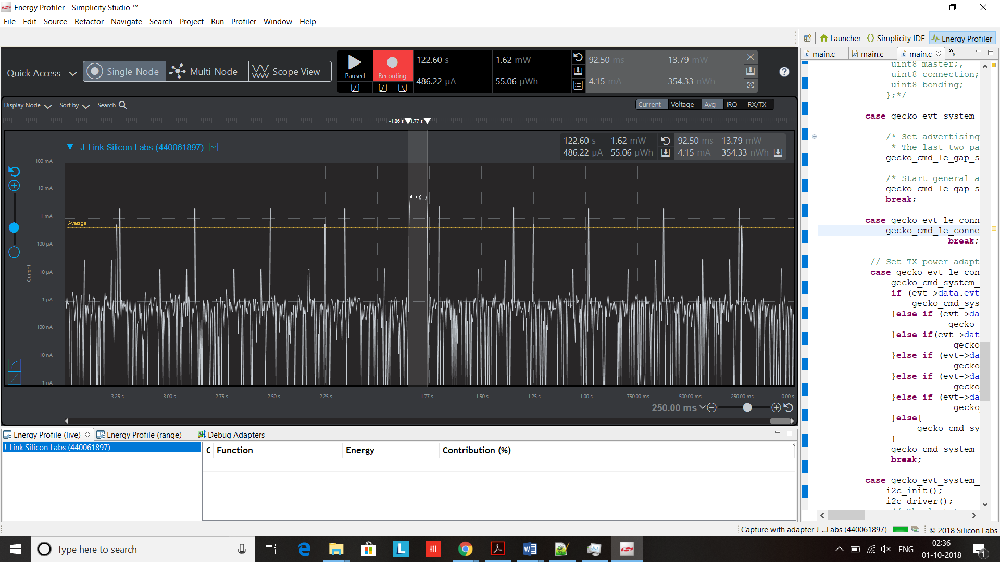 Energy Profiler - Simplicity Studio ™
File Edit Source Refactor Navigate Search Project Run Profiler Window Help
Launcher {} Simplicity IDE Energy Profiler
Quick Access Single-Node Multi-Node Scope View
Paused Recording
122.60 s 1.62 mW 92.50 ms 13.79 mW
486.22 µA 55.06 µWh 4.15 mA 354.33 nWh
?
Display Node Sort by Search
Current Voltage Avg IRQ RX/TX
-1.86 s -1.77 s
J-Link Silicon Labs (440061897)
122.60 s 1.62 mW 92.50 ms 13.79 mW
486.22 µA 55.06 µWh 4.15 mA 354.33 nWh
100 mA
10 mA
4 mA
1 mA
Average
100 µA
10 µA
Current
1 µA
100 nA
10 nA
1 nA
-3.25 s -3.00 s -2.75 s -2.50 s -2.25 s -1.77 s -1.50 s -1.25 s -1.00 s -750.00 ms -500.00 ms -250.00 ms 0.00 s
250.00 ms
Energy Profile (live) Energy Profile (range) Debug Adapters
J-Link Silicon Labs (440061897)
C Function Energy Contribution (%)
main.c main.c main.c »8
uint8 master;,
uint8 connection;
uint8 bonding;
};*/
case gecko_evt_system_
/* Set advertising
* The last two pa
gecko_cmd_le_gap_s
/* Start general a
gecko_cmd_le_gap_s
break;
case gecko_evt_le_conn
gecko_cmd_le_conne
break;
// Set TX power adapt
case gecko_evt_le_con
gecko_cmd_system_
if (evt->data.evt
gecko_cmd_sys
}else if (evt->da
gecko_
}else if(evt->dat
gecko
}else if (evt->da
gecko
}else if (evt->da
gecko
}else if (evt->da
gecko
}else{
gecko_cmd_sy
}
gecko_cmd_system_
break;
case gecko_evt_system_
i2c_init();
i2c_driver();
Capture with adapter J-...Labs (440061897) © 2018 Silicon Labs
Type here to search
ENG
02:36
01-10-2018
1